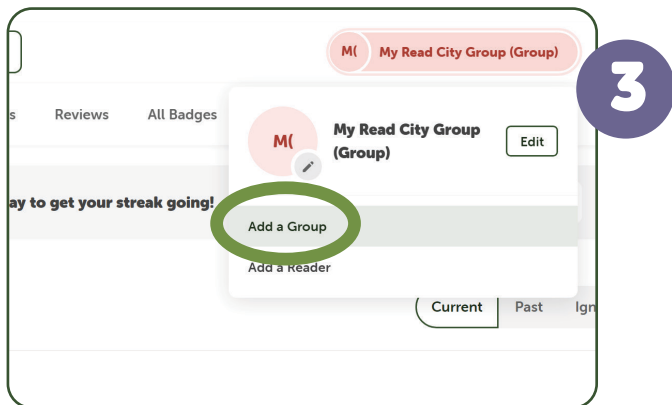 M( My Read City Group (Group)
3
s Reviews All Badges
M( My Read City Group
(Group)
Edit
ay to get your streak going!
Add a Group
Add a Reader
Current Past Ign